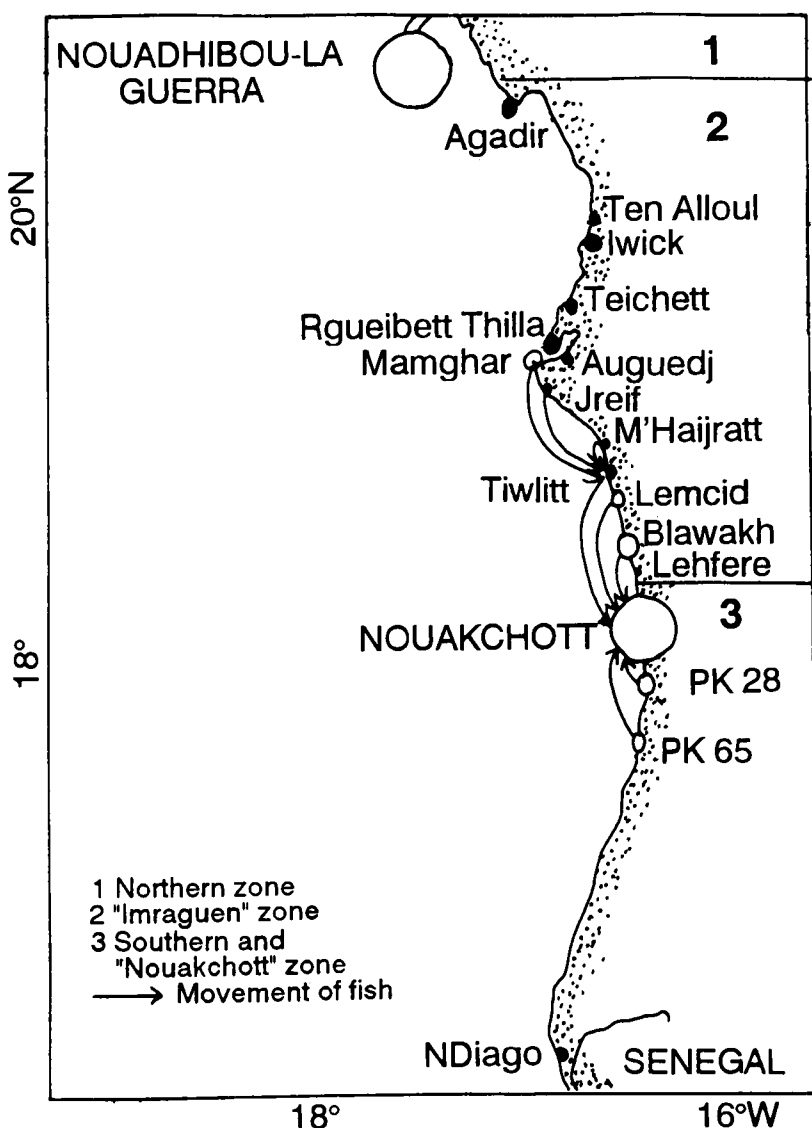 NOUADHIBOU-LA
GUERRA
1
Agadir
2
20°N
Ten Alloul
Iwick
Teichett
Rgueibett Thilla
Mamghar
Auguedj
Jreif
M'Haijratt
Tiwlitt
Lemcid
Blawakh
Lehfere
3
NOUAKCHOTT
18°
PK 28
PK 65
1 Northern zone
2 "Imraguen" zone
3 Southern and
"Nouakchott" zone
Movement of fish
NDiago
SENEGAL
18°
16°W